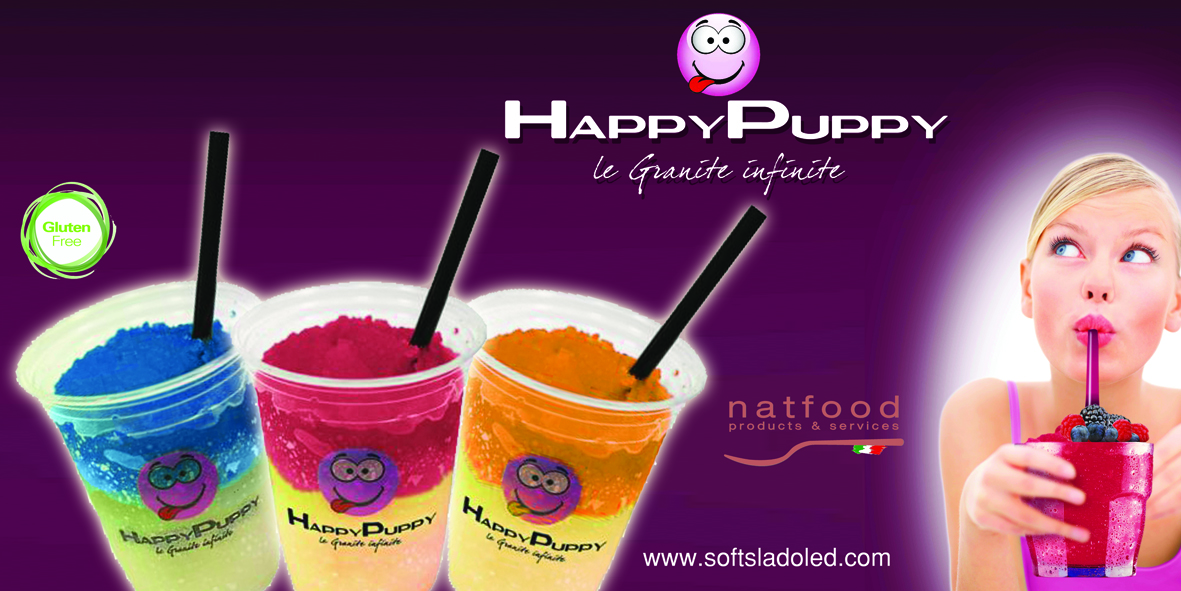 HAPPYPUPPY
le Granite infinite
Gluten
Free
natfood
products & services
HAPPYPUPPY
le Granite infinite
HAPPYPUPPY
le Granite infinite
HAPPYPUPPY
le Granite infinite
www.softsladoled.com